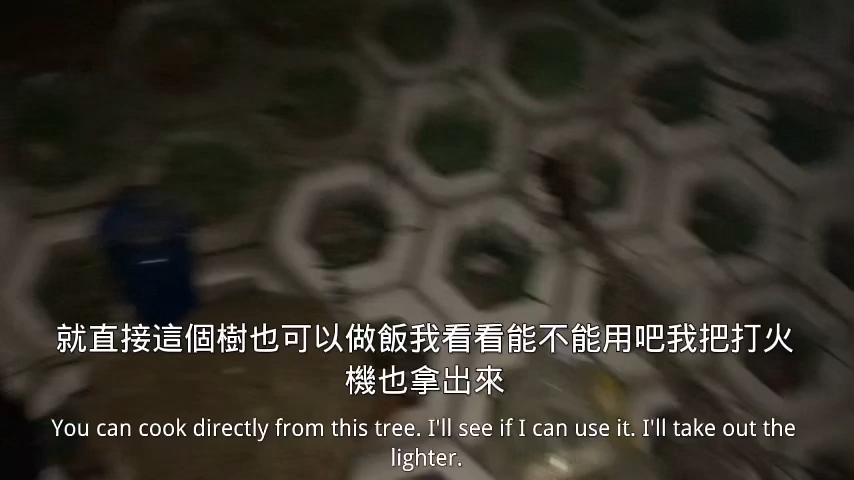 就直接這個樹也可以做飯我看看能不能用吧我把打火
機也拿出來
You can cook directly from this tree. I'll see if I can use it. I'll take out the
lighter.